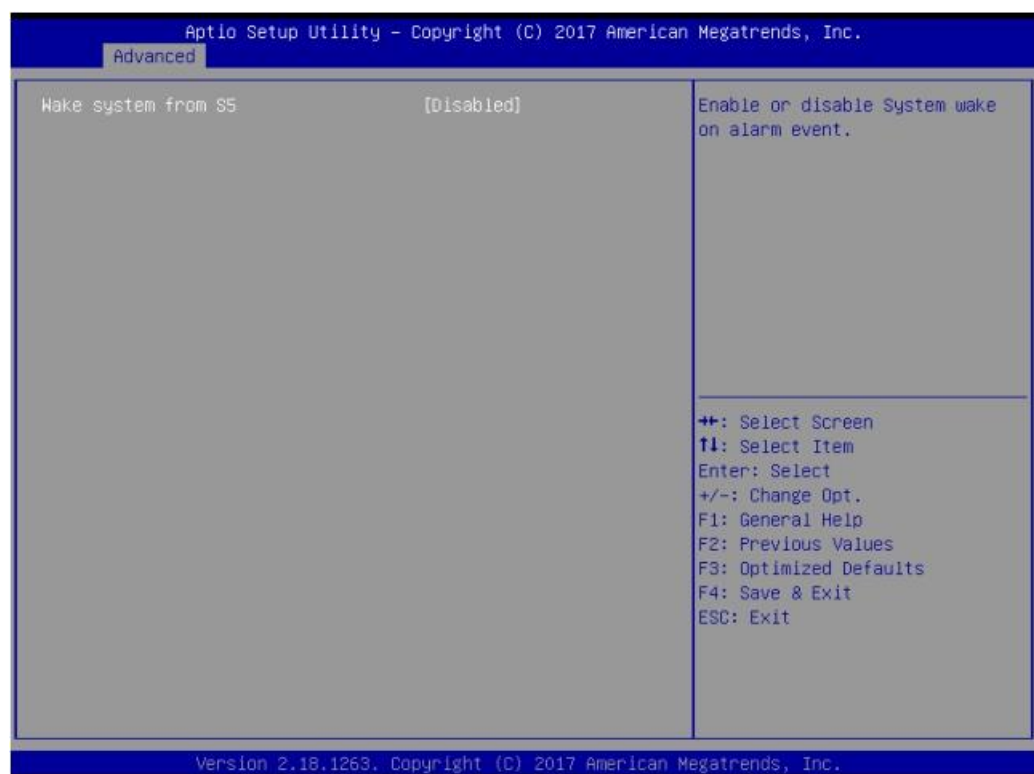 Aptio Setup Utility – Copyright (C) 2017 American Megatrends, Inc.
Advanced
Wake system from S5 [Disabled]
Enable or disable System wake
on alarm event.
→←: Select Screen
↑↓: Select Item
Enter: Select
+/-: Change Opt.
F1: General Help
F2: Previous Values
F3: Optimized Defaults
F4: Save & Exit
ESC: Exit
Version 2.18.1263. Copyright (C) 2017 American Megatrends, Inc.